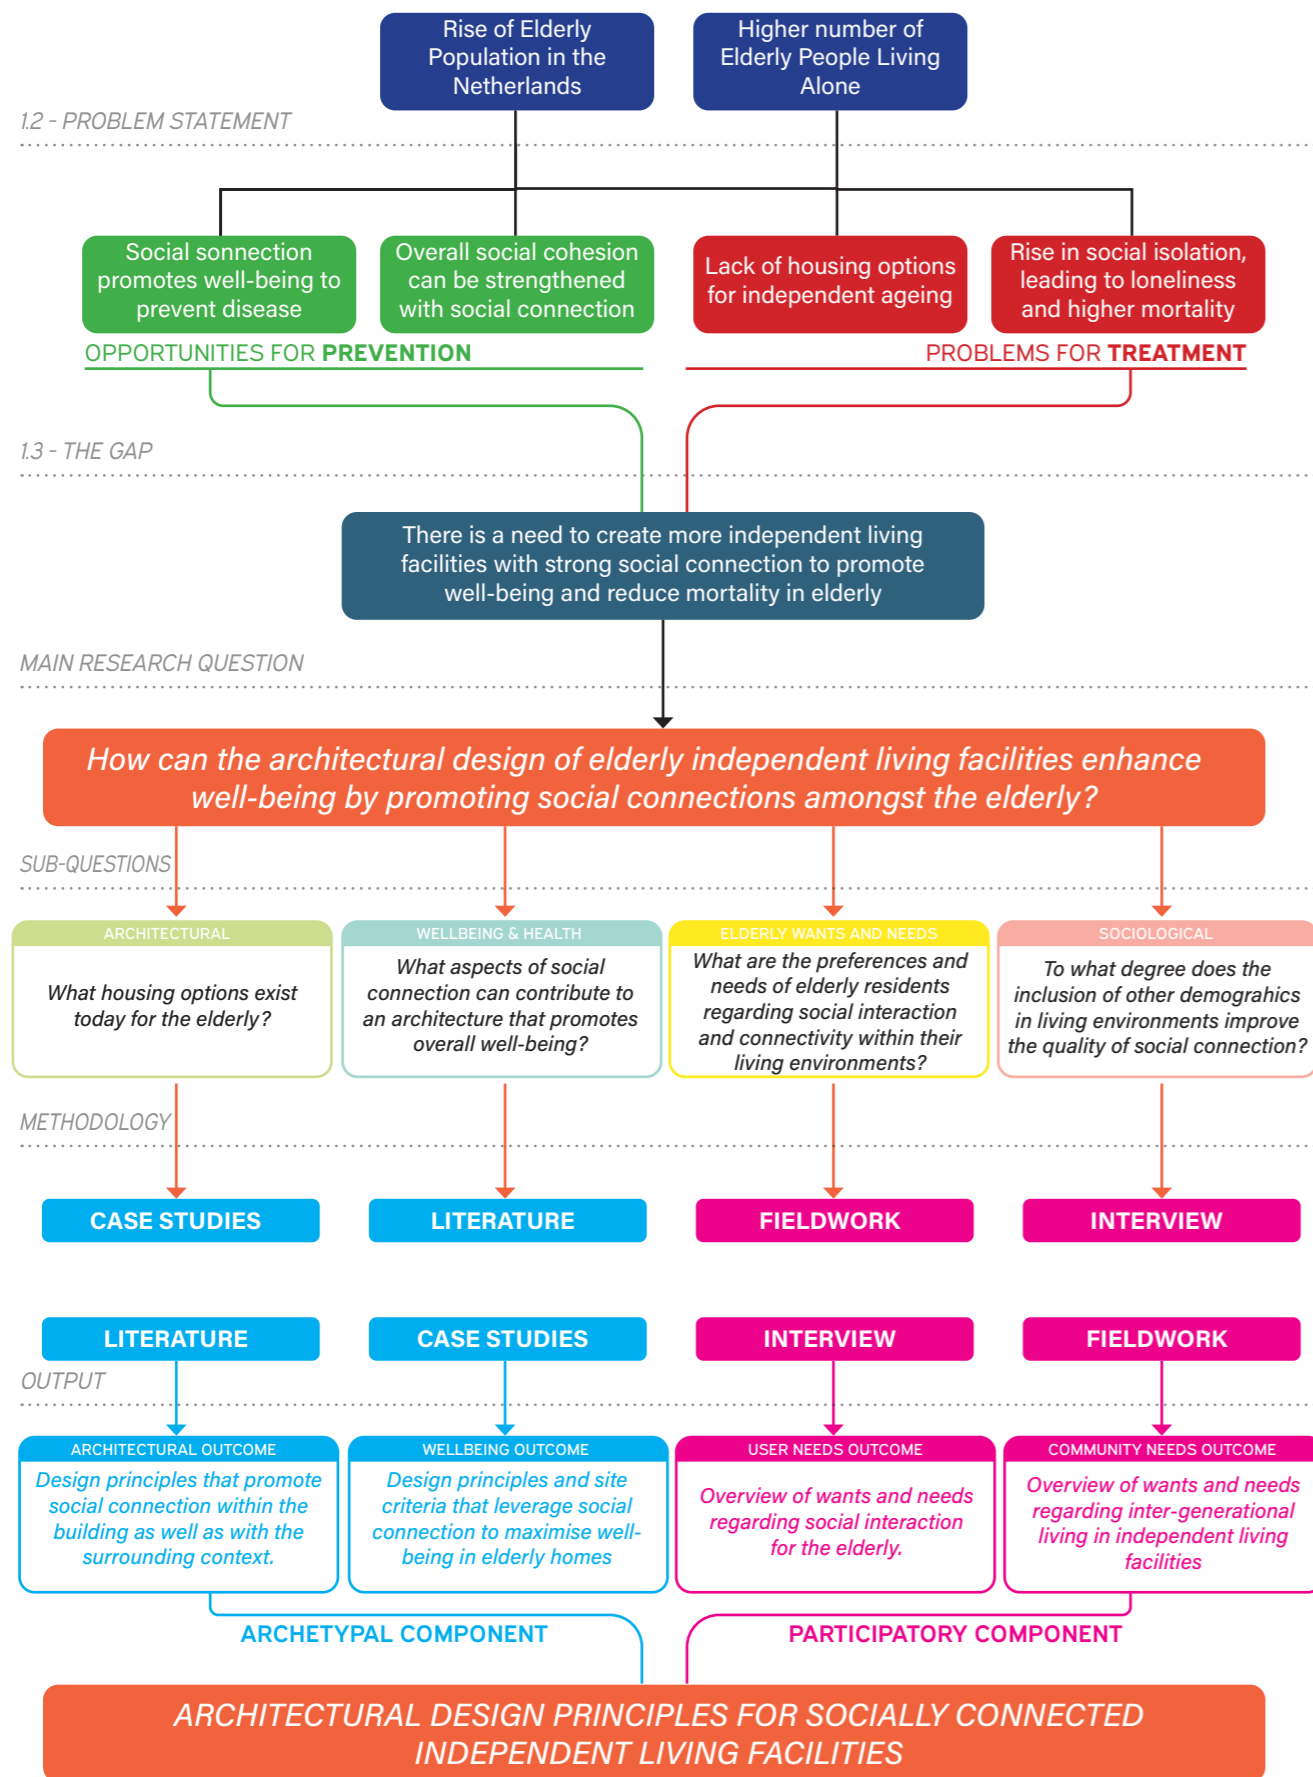 Rise of Elderly
Population in the
Netherlands
Higher number of
Elderly People Living
Alone
1.2 - PROBLEM STATEMENT
Social sonnection
promotes well-being to
prevent disease
Overall social cohesion
can be strengthened
with social connection
Lack of housing options
for independent ageing
Rise in social isolation,
leading to loneliness
and higher mortality
OPPORTUNITIES FOR PREVENTION
PROBLEMS FOR TREATMENT
1.3 - THE GAP
There is a need to create more independent living
facilities with strong social connection to promote
well-being and reduce mortality in elderly
MAIN RESEARCH QUESTION
How can the architectural design of elderly independent living facilities enhance
well-being by promoting social connections amongst the elderly?
SUB-QUESTIONS
ARCHITECTURAL
What housing options exist
today for the elderly?
WELLBEING & HEALTH
What aspects of social
connection can contribute to
an architecture that promotes
overall well-being?
ELDERLY WANTS AND NEEDS
What are the preferences and
needs of elderly residents
regarding social interaction
and connectivity within their
living environments?
SOCIOLOGICAL
To what degree does the
inclusion of other demograhics
in living environments improve
the quality of social connection?
METHODOLOGY
CASE STUDIES
LITERATURE
FIELDWORK
INTERVIEW
LITERATURE
CASE STUDIES
INTERVIEW
FIELDWORK
OUTPUT
ARCHITECTURAL OUTCOME
Design principles that promote
social connection within the
building as well as with the
surrounding context.
WELLBEING OUTCOME
Design principles and site
criteria that leverage social
connection to maximise well-
being in elderly homes
USER NEEDS OUTCOME
Overview of wants and needs
regarding social interaction
for the elderly.
COMMUNITY NEEDS OUTCOME
Overview of wants and needs
regarding inter-generational
living in independent living
facilities
ARCHETYPAL COMPONENT
PARTICIPATORY COMPONENT
ARCHITECTURAL DESIGN PRINCIPLES FOR SOCIALLY CONNECTED
INDEPENDENT LIVING FACILITIES